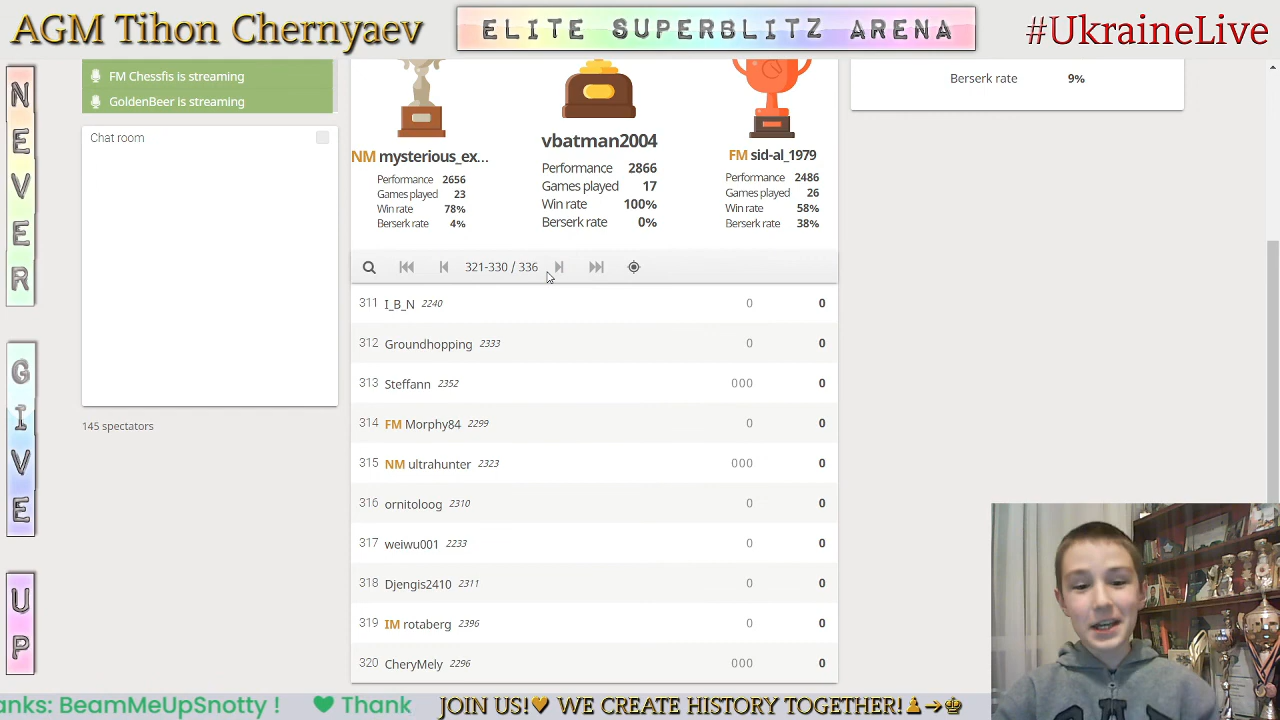 AGM Tihon Chernyaev
ELITE SUPERBLITZ ARENA
#UkraineLive
NEVER
GIVE
UP
FM Chessfis is streaming
GoldenBeer is streaming
Chat room
145 spectators
NM mysterious_ex...
Performance 2656
Games played 23
Win rate 78%
Berserk rate 4%
vbatman2004
Performance 2866
Games played 17
Win rate 100%
Berserk rate 0%
FM sid-al_1979
Performance 2486
Games played 26
Win rate 58%
Berserk rate 38%
Berserk rate 9%
321-330 / 336
311 I_B_N 2240 0 0
312 Groundhopping 2333 0 0
313 Steffann 2352 000 0
314 FM Morphy84 2299 0 0
315 NM ultrahunter 2323 000 0
316 ornitoloog 2310 0 0
317 weiwu001 2233 0 0
318 Djengis2410 2311 0 0
319 IM rotaberg 2396 0 0
320 CheryMely 2296 000 0
anks: BeamMeUpSnotty ! Thank
JOIN US! WE CREATE HISTORY TOGETHER!